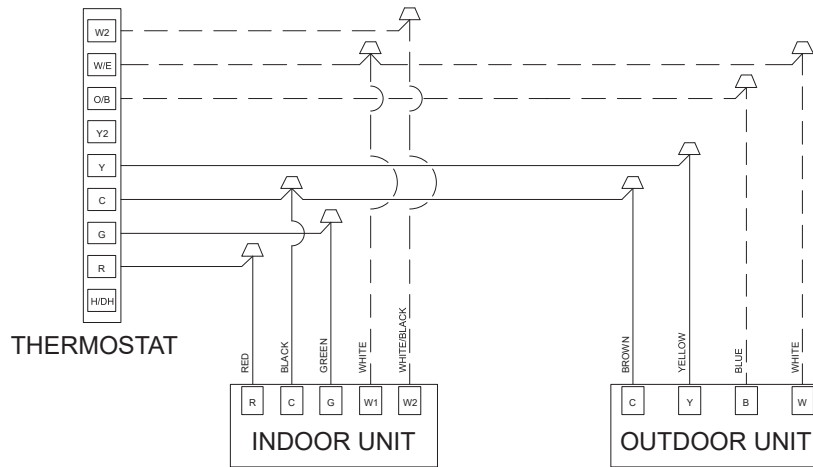 W2
W/E
O/B
Y2
Y
C
G
R
H/DH
THERMOSTAT
RED
BLACK
GREEN
WHITE
WHITE/BLACK
R
C
G
W1
W2
INDOOR UNIT
BROWN
YELLOW
BLUE
WHITE
C
Y
B
W
OUTDOOR UNIT